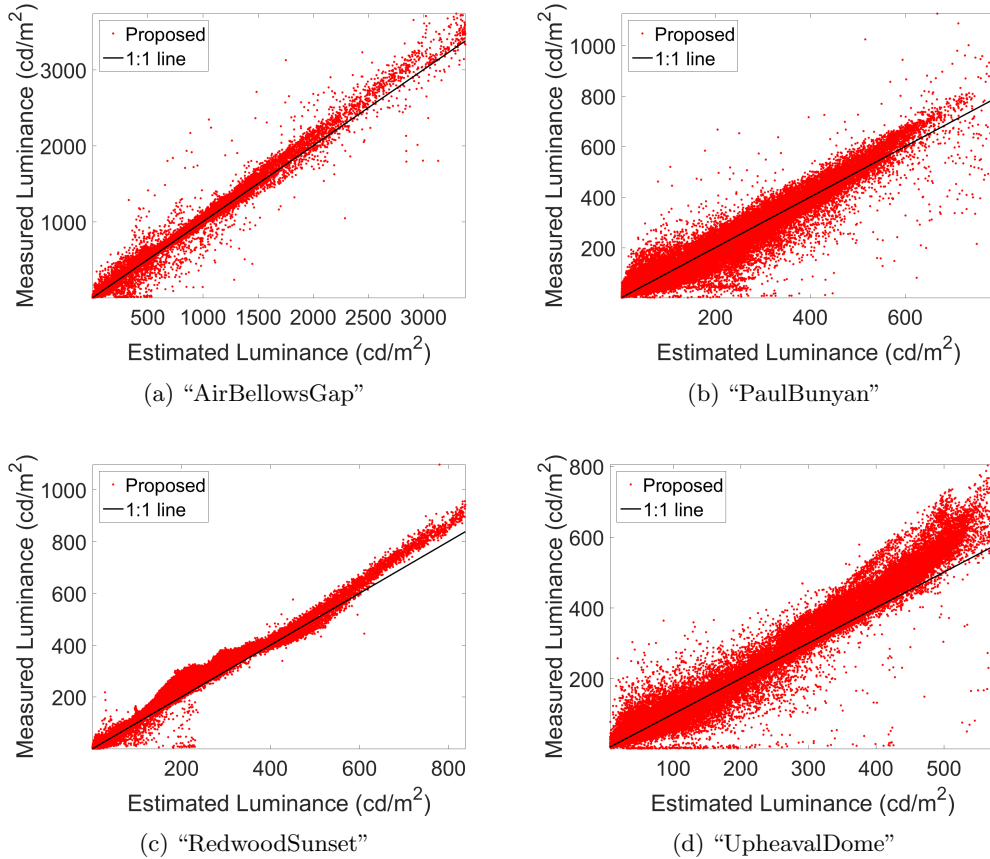 Measured Luminance (cd/m2)
3000
2000
1000
Proposed
1:1 line
500 1000 1500 2000 2500 3000
Estimated Luminance (cd/m2)
(a) “AirBellowsGap”
Measured Luminance (cd/m2)
1000
800
600
400
200
Proposed
1:1 line
200 400 600
Estimated Luminance (cd/m2)
(b) “PaulBunyan”
Measured Luminance (cd/m2)
1000
800
600
400
200
Proposed
1:1 line
200 400 600 800
Estimated Luminance (cd/m2)
(c) “RedwoodSunset”
Measured Luminance (cd/m2)
800
600
400
200
Proposed
1:1 line
100 200 300 400 500
Estimated Luminance (cd/m2)
(d) “UpheavalDome”